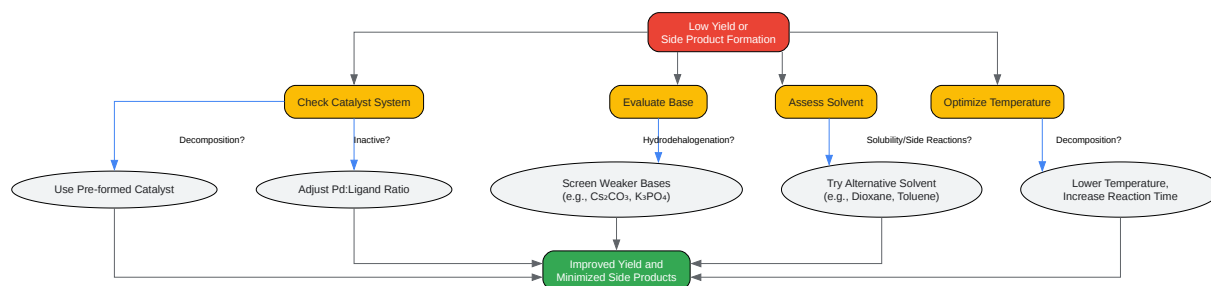 Low Yield or
Side Product Formation
Check Catalyst System
Evaluate Base
Assess Solvent
Optimize Temperature
Decomposition?
Inactive?
Hydrodehalogenation?
Solubility/Side Reactions?
Decomposition?
Use Pre-formed Catalyst
Adjust Pd:Ligand Ratio
Screen Weaker Bases
(e.g., Cs₂CO₃, K₃PO₄)
Try Alternative Solvent
(e.g., Dioxane, Toluene)
Lower Temperature,
Increase Reaction Time
Improved Yield and
Minimized Side Products